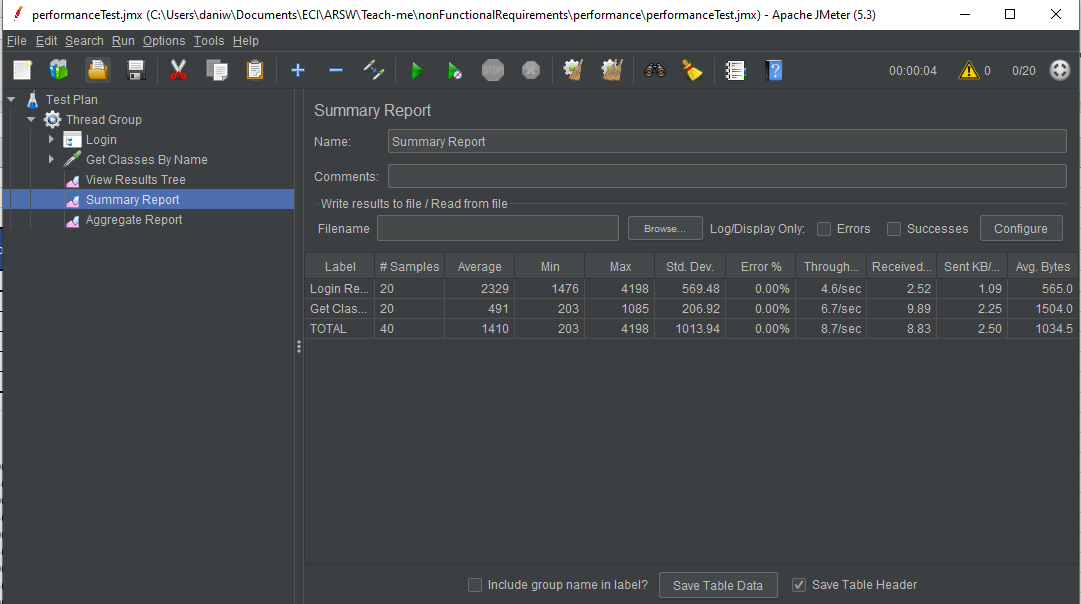 performanceTest.jmx (C:\Users\daniw\Documents\ECI\ARSW\Teach-me\nonFunctionalRequirements\performance\performanceTest.jmx) - Apache JMeter (5.3)
File Edit Search Run Options Tools Help
STOP 00:00:04 0 0/20
Test Plan
Thread Group
Login
Get Classes By Name
View Results Tree
Summary Report
Aggregate Report
Summary Report
Name: Summary Report
Comments:
Write results to file / Read from file
Filename Browse... Log/Display Only: Errors Successes Configure
Label # Samples Average Min Max Std. Dev. Error % Through... Received... Sent KB/... Avg. Bytes
Login Re... 20 2329 1476 4198 569.48 0.00% 4.6/sec 2.52 1.09 565.0
Get Clas... 20 491 203 1085 206.92 0.00% 6.7/sec 9.89 2.25 1504.0
TOTAL 40 1410 203 4198 1013.94 0.00% 8.7/sec 8.83 2.50 1034.5
Include group name in label? Save Table Data Save Table Header